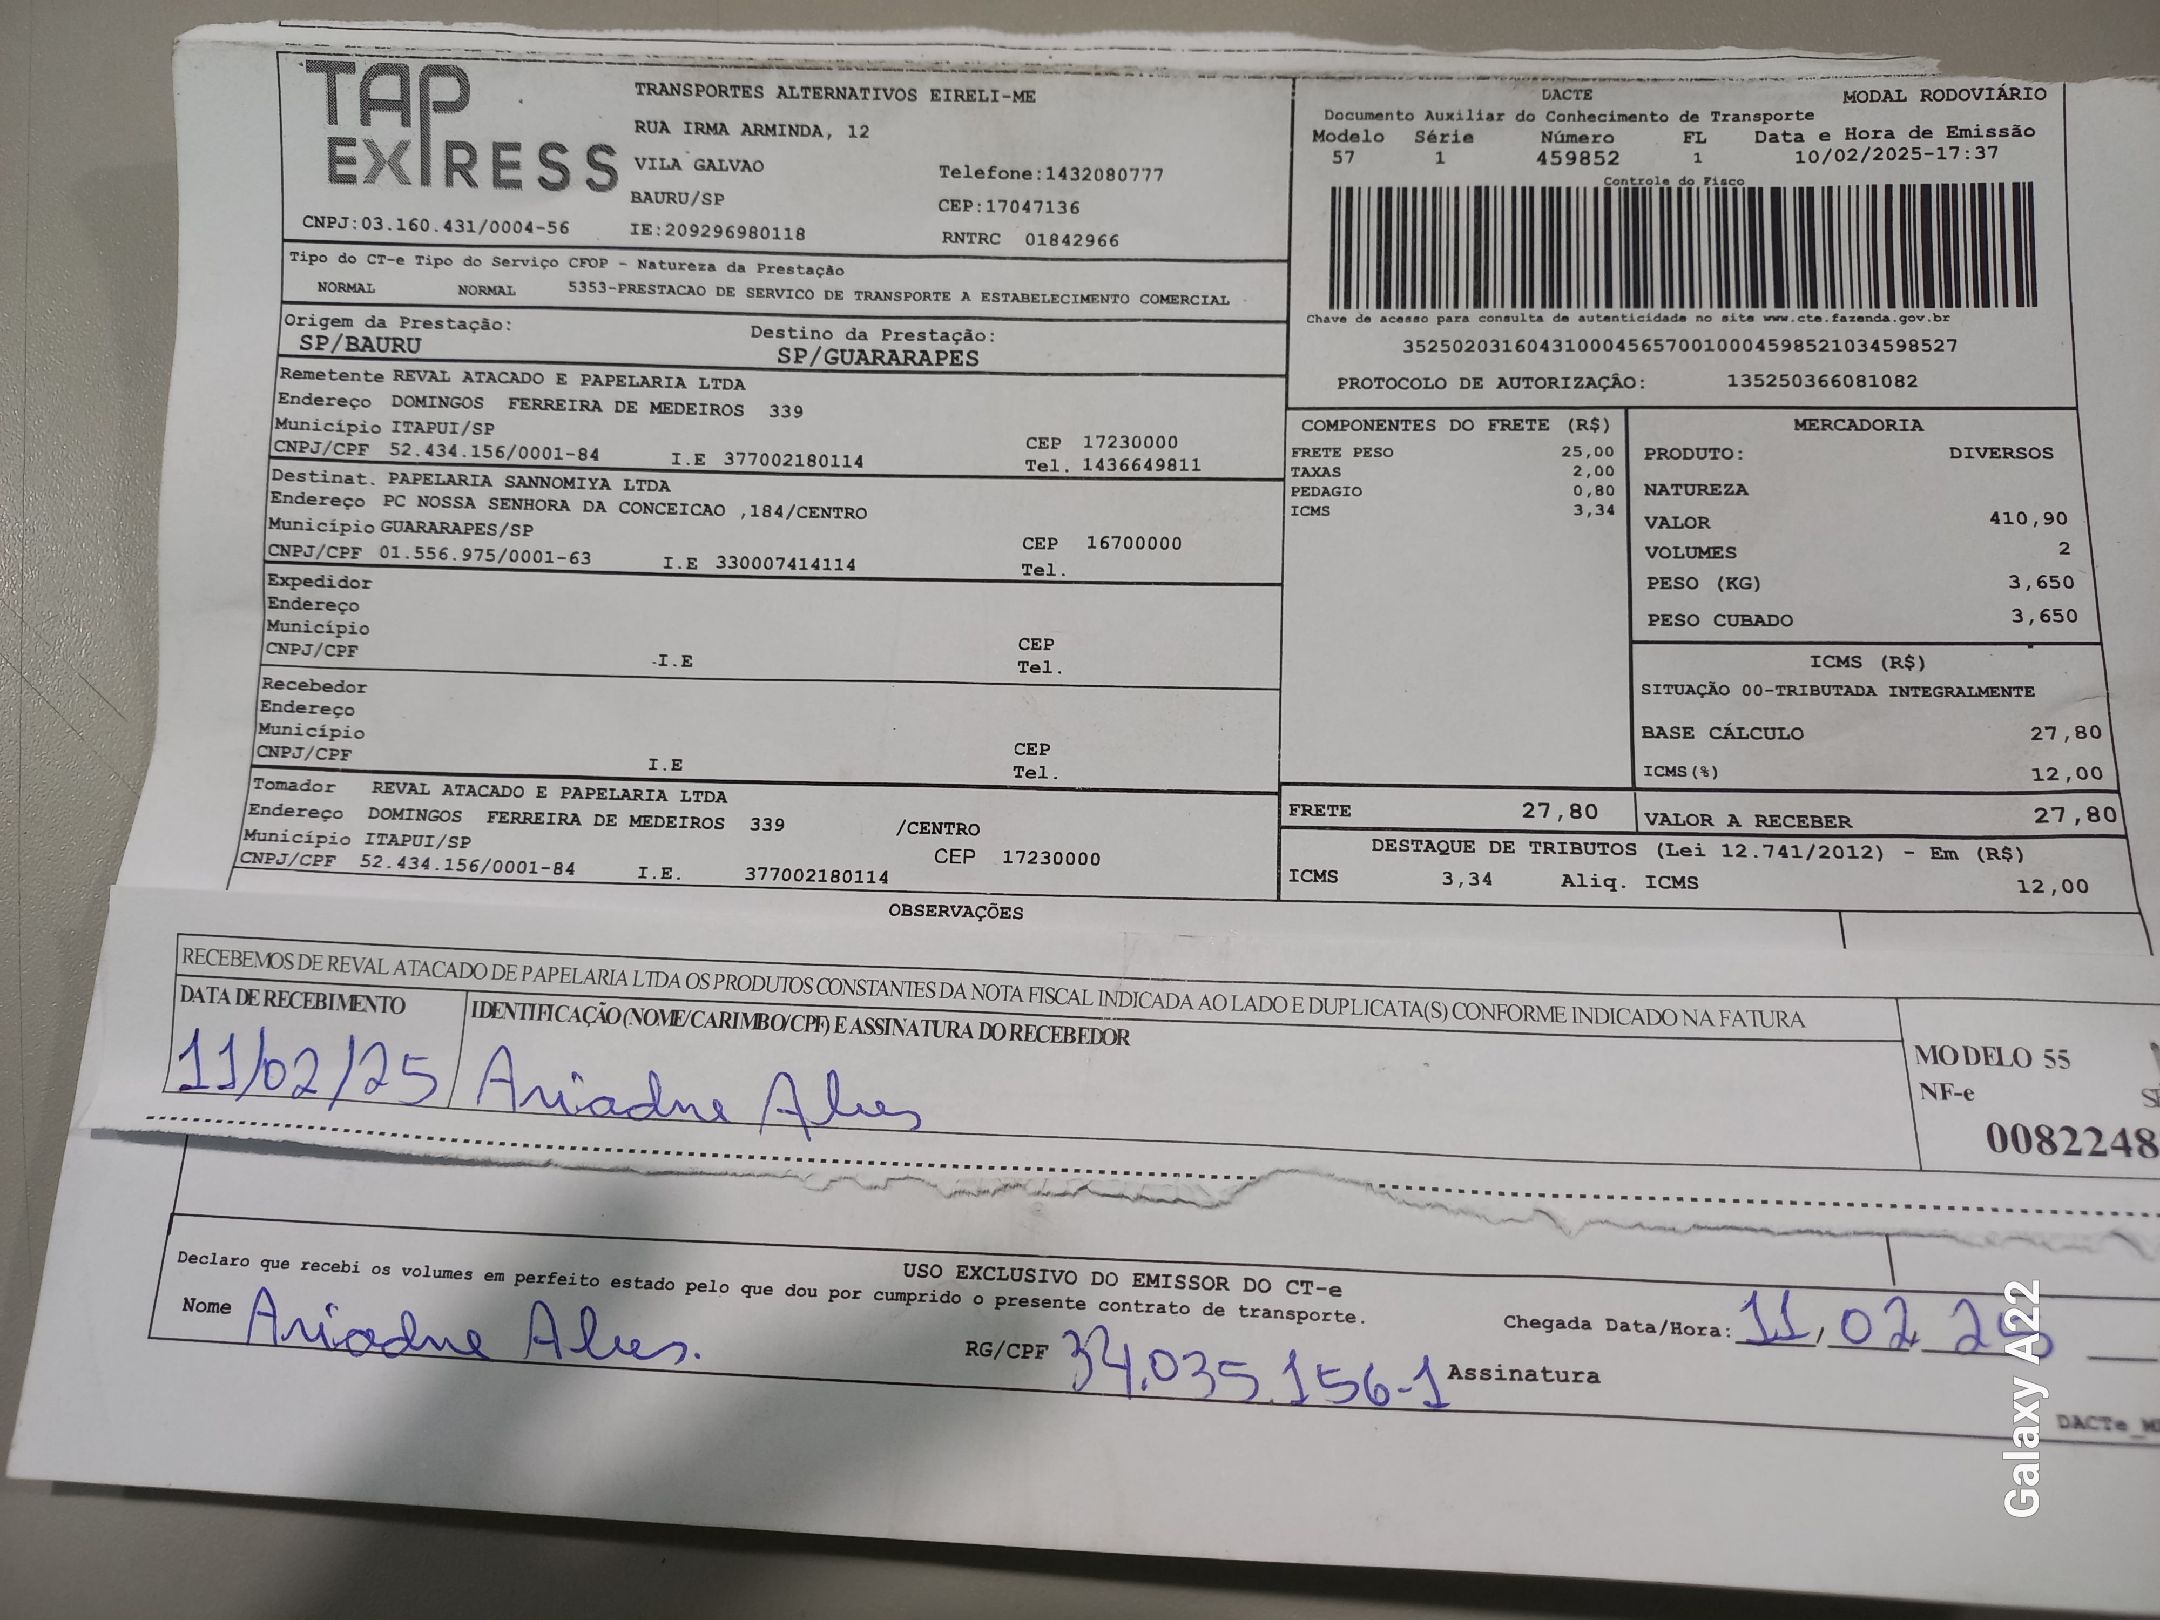 TAP EXPRESS
TRANSPORTES ALTERNATIVOS EIRELI-ME
RUA IRMA ARMINDA, 12
VILA GALVAO Telefone:1432080777
BAURU/SP CEP:17047136
CNPJ:03.160.431/0004-56 IE:209296980118 RNTRC 01842966
DACTE MODAL RODOVIÁRIO
Documento Auxiliar do Conhecimento de Transporte
Modelo Série Número FL Data e Hora de Emissão
57 1 459852 1 10/02/2025-17:37
Controle do Fisco
Chave de acesso para consulta de autenticidade no site www.cte.fazenda.gov.br
35250203160431000456570010004598521034598527
PROTOCOLO DE AUTORIZAÇÃO: 135250366081082
Tipo do CT-e Tipo do Serviço CFOP - Natureza da Prestação
NORMAL NORMAL 5353-PRESTACAO DE SERVICO DE TRANSPORTE A ESTABELECIMENTO COMERCIAL
Origem da Prestação: Destino da Prestação:
SP/BAURU SP/GUARARAPES
Remetente REVAL ATACADO E PAPELARIA LTDA
Endereço DOMINGOS FERREIRA DE MEDEIROS 339
Município ITAPUI/SP CEP 17230000
CNPJ/CPF 52.434.156/0001-84 I.E 377002180114 Tel. 1436649811
Destinat. PAPELARIA SANNOMIYA LTDA
Endereço PC NOSSA SENHORA DA CONCEICAO ,184/CENTRO
Município GUARARAPES/SP CEP 16700000
CNPJ/CPF 01.556.975/0001-63 I.E 330007414114 Tel.
Expedidor
Endereço
Município CEP
CNPJ/CPF I.E Tel.
Recebedor
Endereço
Município CEP
CNPJ/CPF I.E Tel.
Tomador REVAL ATACADO E PAPELARIA LTDA
Endereço DOMINGOS FERREIRA DE MEDEIROS 339 /CENTRO
Município ITAPUI/SP CEP 17230000
CNPJ/CPF 52.434.156/0001-84 I.E. 377002180114
COMPONENTES DO FRETE (R$)
FRETE PESO 25,00
TAXAS 2,00
PEDAGIO 0,80
ICMS 3,34
MERCADORIA
PRODUTO: DIVERSOS
NATUREZA
VALOR 410,90
VOLUMES 2
PESO (KG) 3,650
PESO CUBADO 3,650
ICMS (R$)
SITUAÇÃO 00-TRIBUTADA INTEGRALMENTE
BASE CÁLCULO 27,80
ICMS(%) 12,00
FRETE 27,80 VALOR A RECEBER 27,80
DESTAQUE DE TRIBUTOS (Lei 12.741/2012) - Em (R$)
ICMS 3,34 Aliq. ICMS 12,00
OBSERVAÇÕES
RECEBEMOS DE REVAL ATACADO DE PAPELARIA LTDA OS PRODUTOS CONSTANTES DA NOTA FISCAL INDICADA AO LADO E DUPLICATA(S) CONFORME INDICADO NA FATURA
DATA DE RECEBIMENTO IDENTIFICAÇÃO (NOME/CARIMBO/CPF) E ASSINATURA DO RECEBEDOR
11/02/25 Ariadne Alves
MODELO 55
NF-e
0082248
USO EXCLUSIVO DO EMISSOR DO CT-e
Declaro que recebi os volumes em perfeito estado pelo que dou por cumprido o presente contrato de transporte.
Nome Ariadne Alves. RG/CPF 34.035.156-1 Assinatura
Chegada Data/Hora: 11,02,25
Galaxy A22